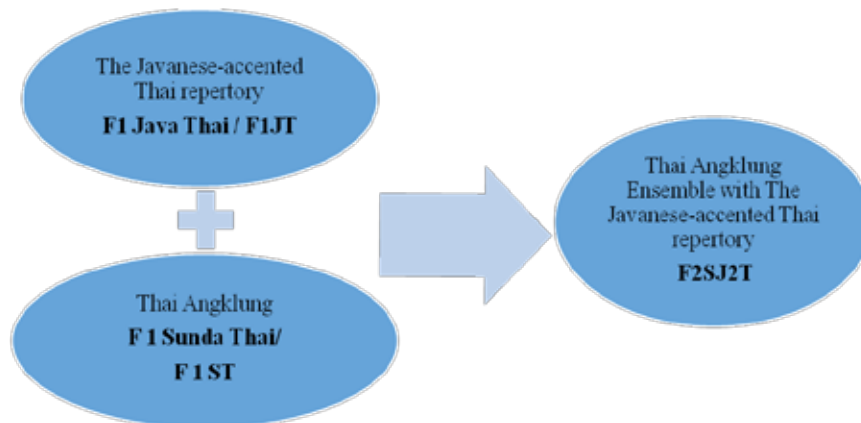 The Javanese-accented
Thai repertory
F1 Java Thai / F1JT
Thai Angklung
F 1 Sunda Thai/
F 1 ST
Thai Angklung
Ensemble with The
Javanese-accented Thai
repertory
F2SJ2T